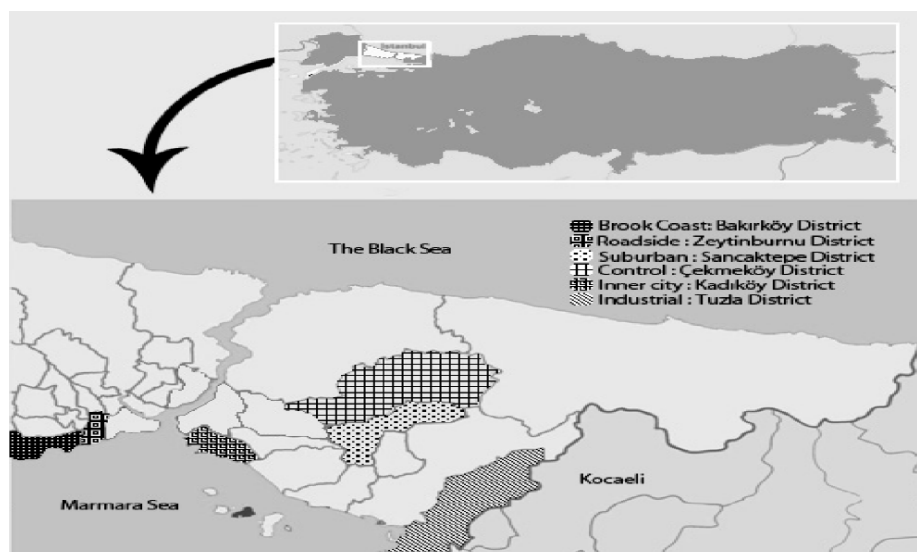 İstanbul
The Black Sea
Brook Coast: Bakırköy District
Roadside : Zeytinburnu District
Suburban : Sancaktepe District
Control : Çekmeköy District
Inner city : Kadıköy District
Industrial : Tuzla District
Kocaeli
Marmara Sea